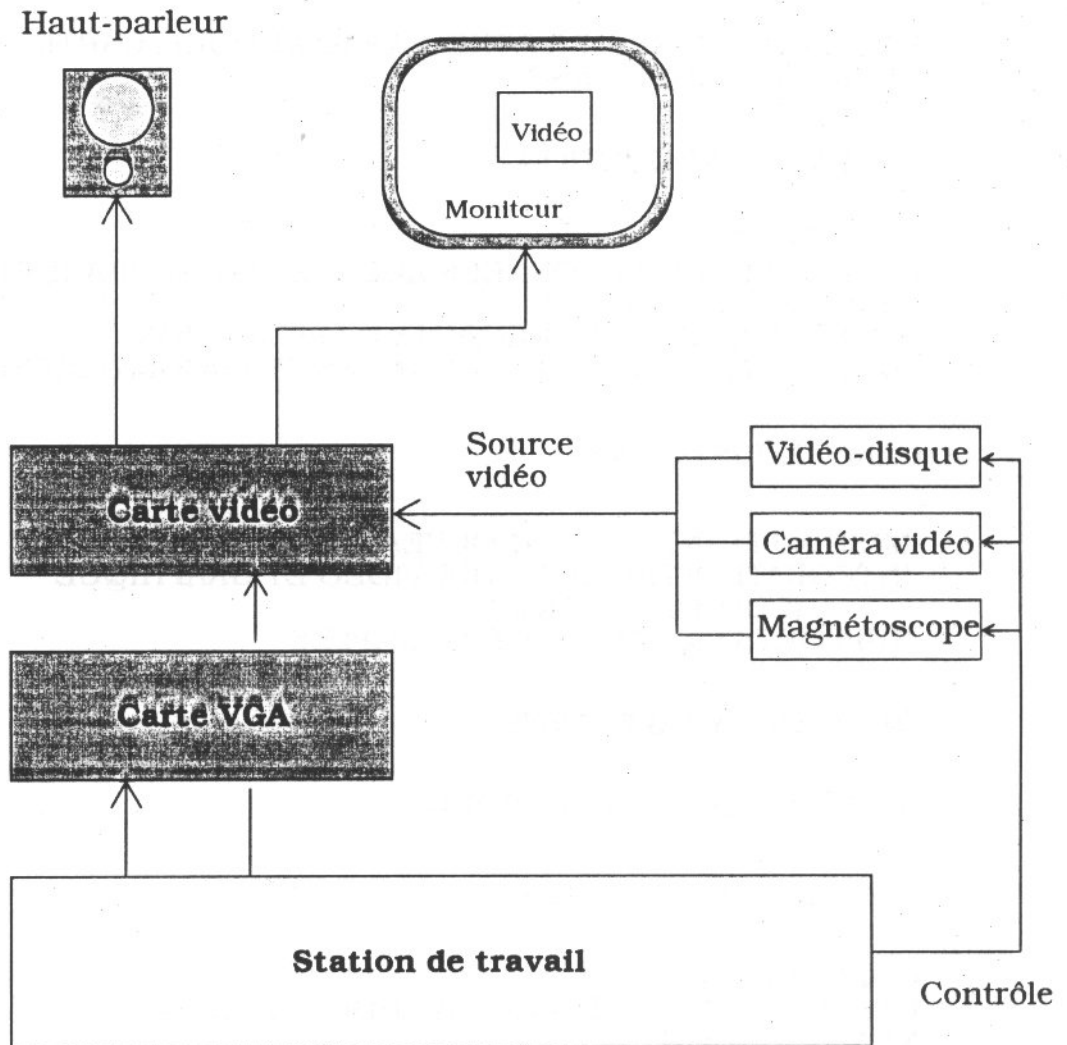 Haut-parleur
Vidéo
Moniteur
Source
vidéo
Vidéo-disque
Carte vidéo
Caméra vidéo
Magnétoscope
Carte VGA
Station de travail
Contrôle